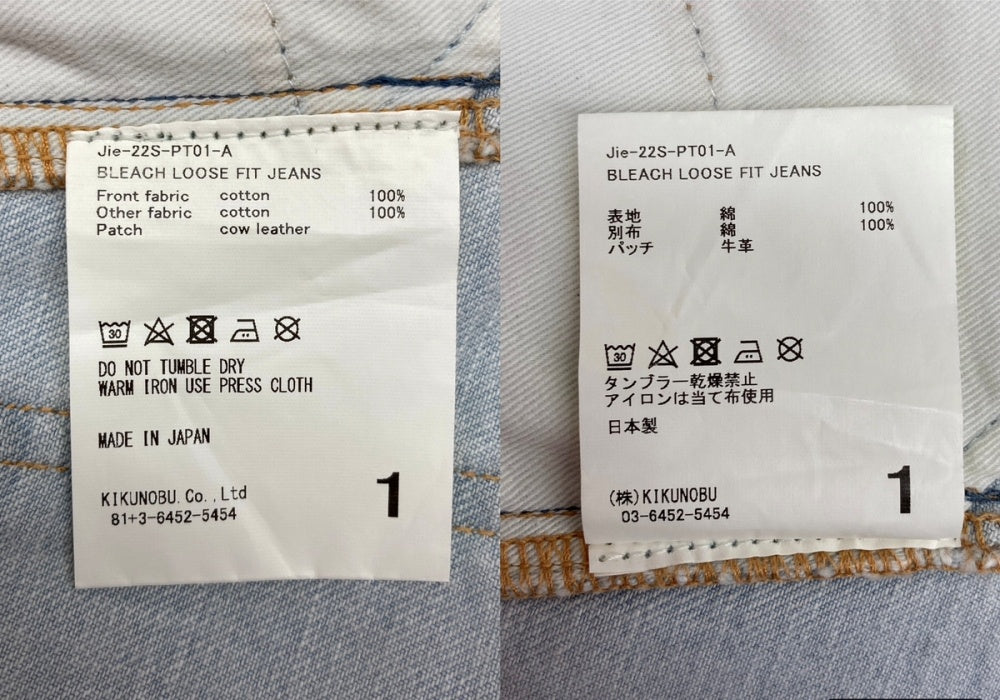 Jie-22S-PT01-A
BLEACH LOOSE FIT JEANS
Front fabric cotton 100%
Other fabric cotton 100%
Patch cow leather
30
DO NOT TUMBLE DRY
WARM IRON USE PRESS CLOTH
MADE IN JAPAN
KIKUNOBU.Co.,Ltd
81+3-6452-5454
1
Jie-22S-PT01-A
BLEACH LOOSE FIT JEANS
表地 綿 100%
別布 綿 100%
パッチ 牛革
30
タンブラー乾燥禁止
アイロンは当て布使用
日本製
(株)KIKUNOBU
03-6452-5454
1